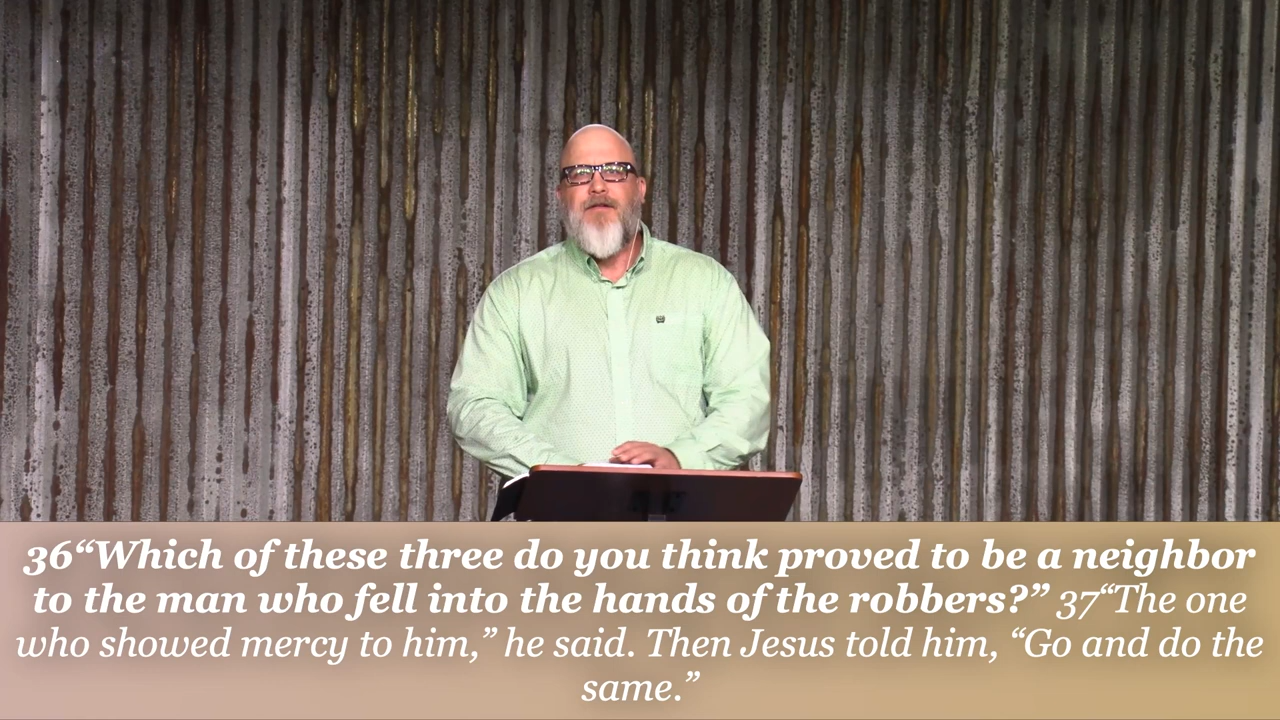 36“Which of these three do you think proved to be a neighbor
to the man who fell into the hands of the robbers?” 37“The one
who showed mercy to him,” he said. Then Jesus told him, “Go and do the
same.”